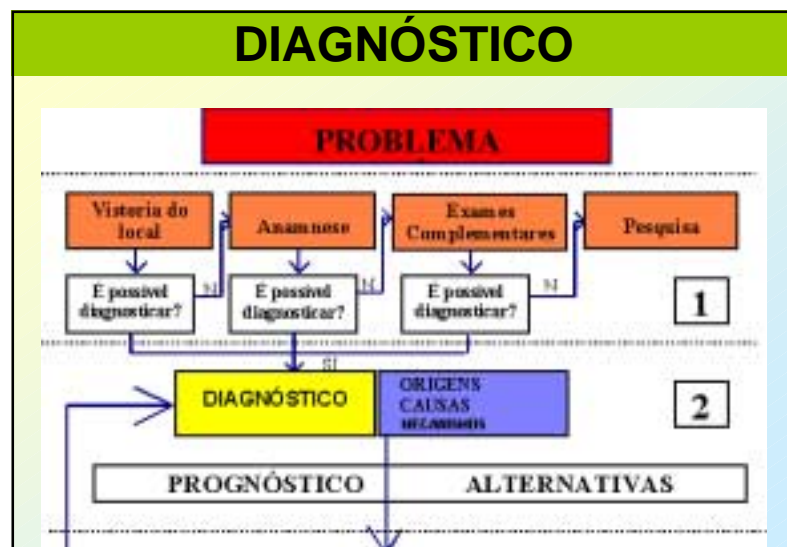 DIAGNÓSTICO
PROBLEMA
Vistoria do
local
Anamnese
Exames
Complementares
Pesquisa
É possível
diagnosticar?
N
É possível
diagnosticar?
N
É possível
diagnosticar?
N
1
SI
DIAGNÓSTICO
ORIGENS
CAUSAS
MECANISMOS
2
PROGNÓSTICO ALTERNATIVAS